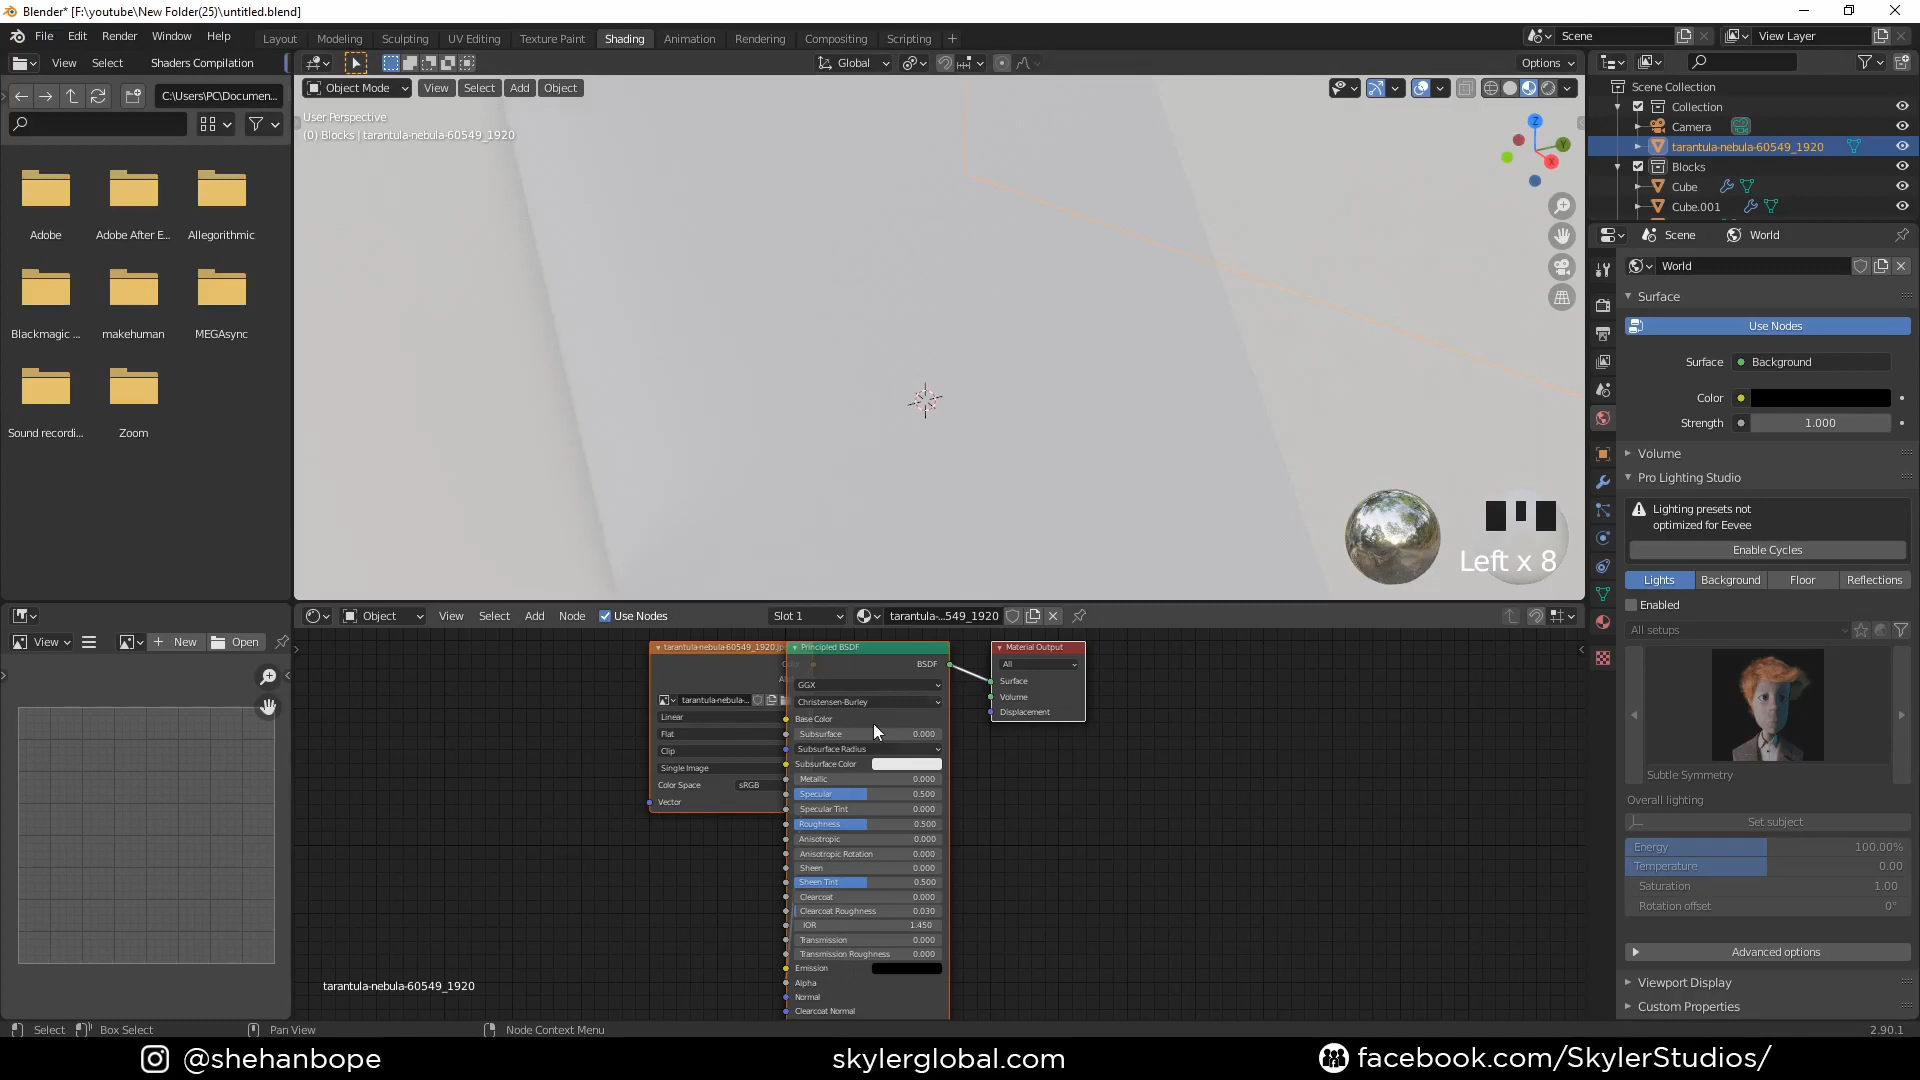 Blender* [F:\youtube\New Folder(25)\untitled.blend]
File Edit Render Window Help
Layout Modeling Sculpting UV Editing Texture Paint Shading Animation Rendering Compositing Scripting
Scene View Layer
View Select Shaders Compilation
Global Options
C:\Users\PC\Documen...
Object Mode View Select Add Object
User Perspective
(0) Blocks | tarantula-nebula-60549_1920
Adobe Adobe After E... Allegorithmic
Blackmagic ... makehuman MEGAsync
Sound recordi... Zoom
Z
Y
X
Left x 8
Scene Collection
Collection
Camera
tarantula-nebula-60549_1920
Blocks
Cube
Cube.001
Scene World
World
Surface
Use Nodes
Surface Background
Color
Strength 1.000
Volume
Pro Lighting Studio
Lighting presets not
optimized for Eevee
Enable Cycles
Lights Background Floor Reflections
Enabled
All setups
Subtle Symmetry
Overall lighting
Set subject
Energy 100.00%
Temperature 0.00
Saturation 1.00
Rotation offset 0°
Advanced options
Viewport Display
Custom Properties
View New Open
Object View Select Add Node Use Nodes Slot 1 tarantula-...549_1920
tarantula-nebula-60549_1920.jp
tarantula-nebula-...
Linear
Flat
Clip
Single Image
Color Space sRGB
Vector
Principled BSDF
BSDF
GGX
Christensen-Burley
Base Color
Subsurface 0.000
Subsurface Radius
Subsurface Color
Metallic 0.000
Specular 0.500
Specular Tint 0.000
Roughness 0.500
Anisotropic 0.000
Anisotropic Rotation 0.000
Sheen 0.000
Sheen Tint 0.500
Clearcoat 0.000
Clearcoat Roughness 0.030
IOR 1.450
Transmission 0.000
Transmission Roughness 0.000
Emission
Alpha
Normal
Clearcoat Normal
Material Output
All
Surface
Volume
Displacement
tarantula-nebula-60549_1920
Select Box Select Pan View Node Context Menu 2.90.1
@shehanbope skylerglobal.com facebook.com/SkylerStudios/